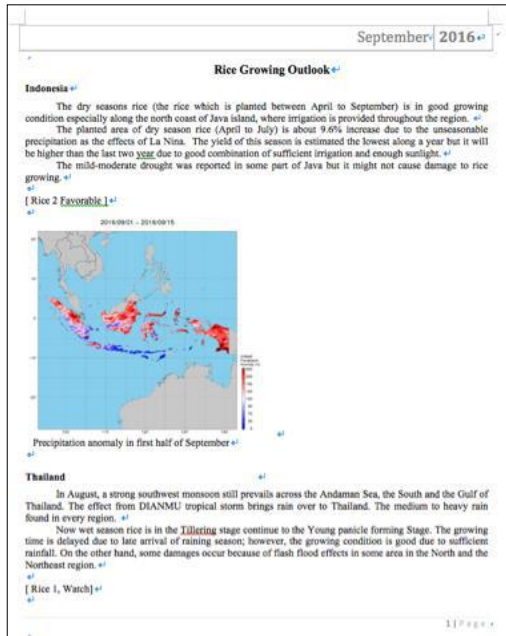 September 2016
Rice Growing Outlook
Indonesia
The dry seasons rice (the rice which is planted between April to September) is in good growing
condition especially along the north coast of Java island, where irrigation is provided throughout the region.
The planted area of dry season rice (April to July) is about 9.6% increase due to the unseasonable
precipitation as the effects of La Nina. The yield of this season is estimated the lowest along a year but it will
be higher than the last two year due to good combination of sufficient irrigation and enough sunlight.
The mild-moderate drought was reported in some part of Java but it might not cause damage to rice
growing.
[ Rice 2 Favorable ]
2016/09/01 - 2016/09/15
Precipitation anomaly in first half of September
Thailand
In August, a strong southwest monsoon still prevails across the Andaman Sea, the South and the Gulf of
Thailand. The effect from DIANMU tropical storm brings rain over to Thailand. The medium to heavy rain
found in every region.
Now wet season rice is in the Tillering stage continue to the Young panicle forming Stage. The growing
time is delayed due to late arrival of raining season; however, the growing condition is good due to sufficient
rainfall. On the other hand, some damages occur because of flash flood effects in some area in the North and the
Northeast region.
[ Rice 1, Watch]
1 | Page